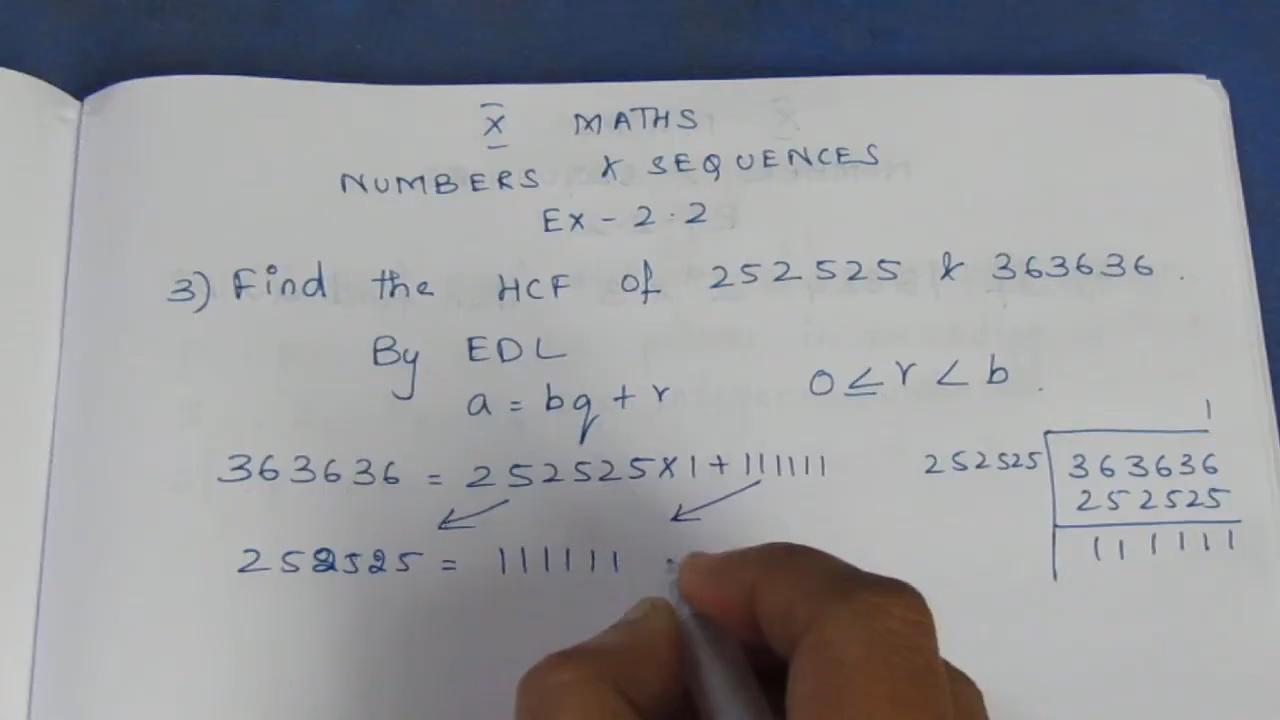 X MATHS
NUMBERS & SEQUENCES
Ex - 2.2
3) Find the HCF of 252525 & 363636.
By EDL
a = bq + r 0 ≤ r < b.
363636 = 252525 × 1 + 111111
252525 = 111111
1
252525 363636
252525
111111